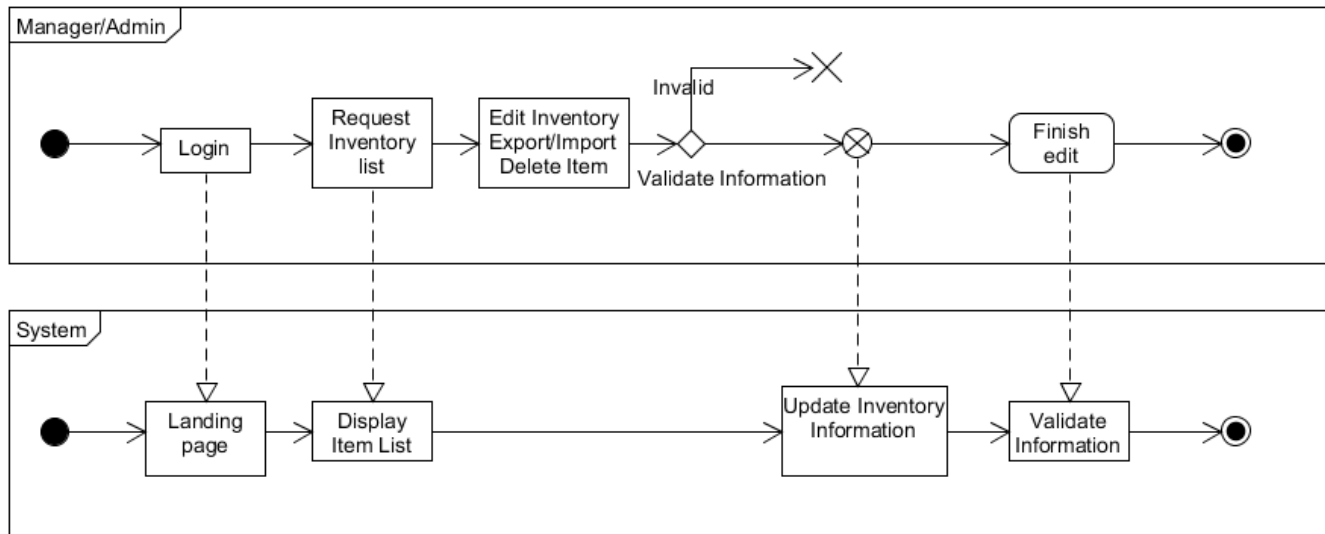 Manager/Admin
Login
Request
Inventory
list
Edit Inventory
Export/Import
Delete Item
Invalid
Validate Information
Finish
edit
System
Landing
page
Display
Item List
Update Inventory
Information
Validate
Information